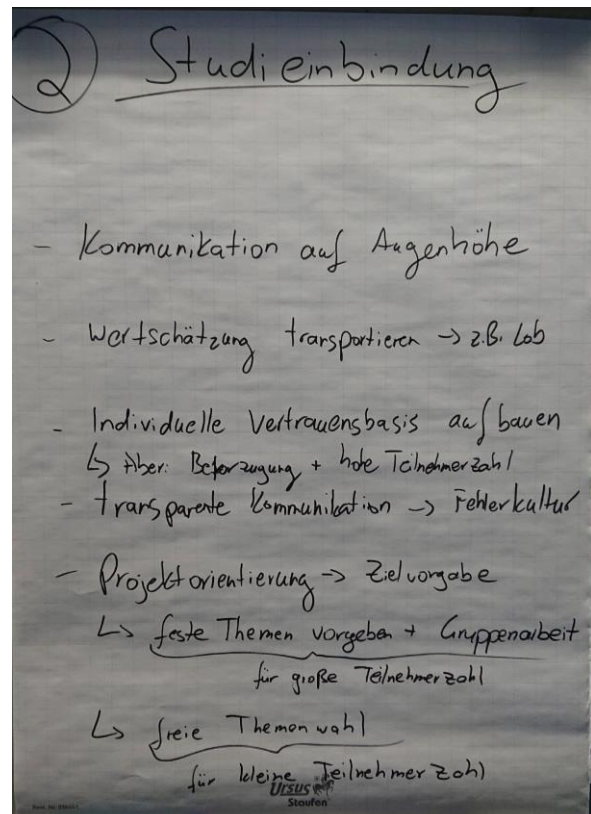 2 Studieinbindung
- Kommunikation auf Augenhöhe
- Wertschätzung transportieren -> z.B. Lob
- Individuelle Vertrauensbasis aufbauen
↳ Aber: Bevorzugung + hohe Teilnehmerzahl
- transparente Kommunikation -> Fehlerkultur
- Projektorientierung -> Zielvorgabe
↳ feste Themen vorgeben + Gruppenarbeit
für große Teilnehmerzahl
↳ freie Themenwahl
für kleine Teilnehmerzahl
Ursus
Staufen